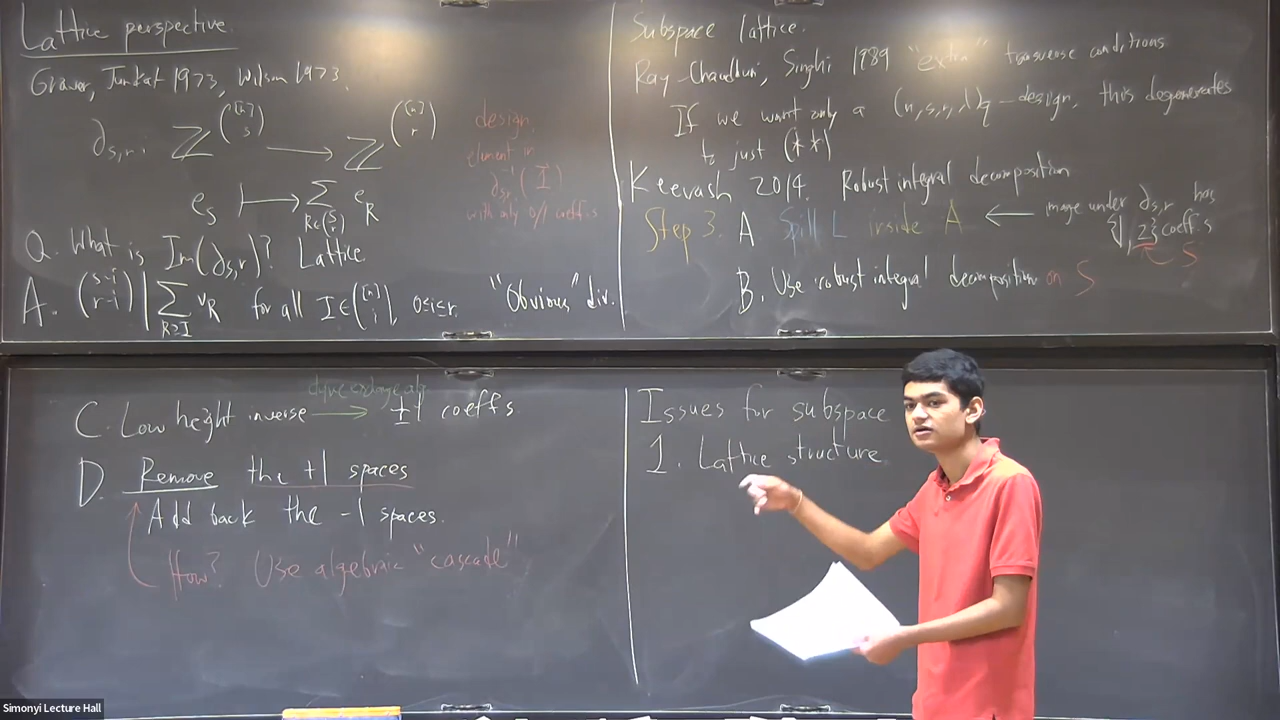 Lattice perspective.
Graver, Jurkat 1973, Wilson 1973.
∂_{s,r}: ℤ^{([n] s)} ⟶ ℤ^{([n] r)}
e_S ⟼ ∑_{R∈(S r)} e_R
design,
element in
∂_{s,r}^{-1}(I)
with only 0/1 coeffs
Q. What is Im(∂_{s,r})? Lattice
A. (s-i r-i) | ∑_{R⊇I} v_R for all I∈([n] i), 0≤i≤r. "Obvious" div.
Subspace lattice.
Ray-Chaudhuri, Singhi 1989 "extra" transverse conditions.
If we want only a (n,s,r,1)_q-design, this degenerates
to just (**)
Keevash 2014. Robust integral decomposition
Step 3. A Spill L inside A ⟵ image under ∂_{s,r} has
{1,2} coeffs
S
B. Use robust integral decomposition on S
C. Low height inverse ⟶ ±1 coeffs
D. Remove the +1 spaces
Add back the -1 spaces.
How? Use algebraic "cascade"
Issues for subspace
1. Lattice structure
Simonyi Lecture Hall